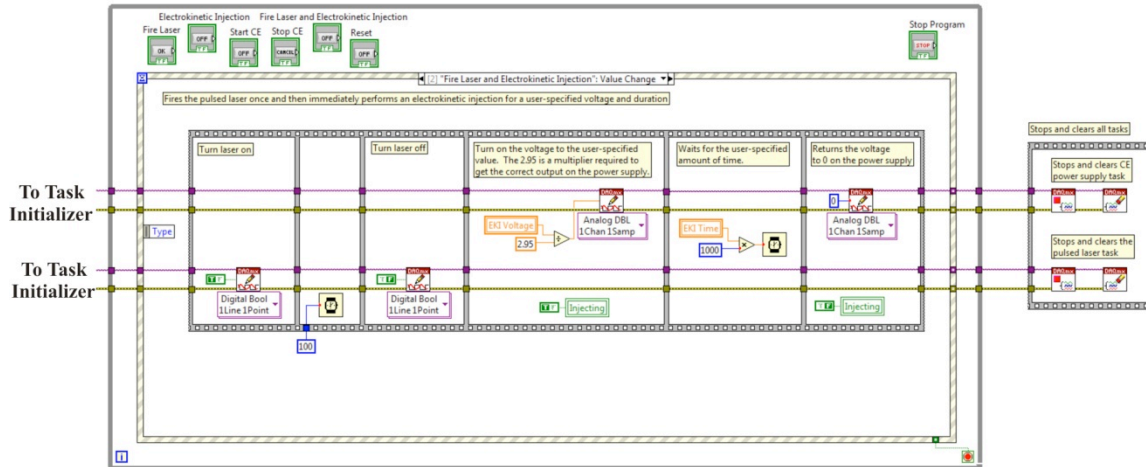 Electrokinetic Injection
Fire Laser and Electrokinetic Injection
Fire Laser
Start CE
Stop CE
Reset
Stop Program
OK
OFF
OFF
CANCEL
OFF
OFF
STOP
[2] "Fire Laser and Electrokinetic Injection": Value Change
Fires the pulsed laser once and then immediately performs an electrokinetic injection for a user-specified voltage and duration
Turn laser on
Turn laser off
Turn on the voltage to the user-specified
value. The 2.95 is a multiplier required to
get the correct output on the power supply.
Waits for the user-specified
amount of time.
Returns the voltage
to 0 on the power supply
Stops and clears all tasks
Stops and clears CE
power supply task
To Task
Initializer
Type
EKI Voltage
2.95
Analog DBL
1Chan 1Samp
EKI Time
1000
0
Analog DBL
1Chan 1Samp
Stops and clears the
pulsed laser task
To Task
Initializer
Digital Bool
1Line 1Point
100
Digital Bool
1Line 1Point
Injecting
Injecting
i